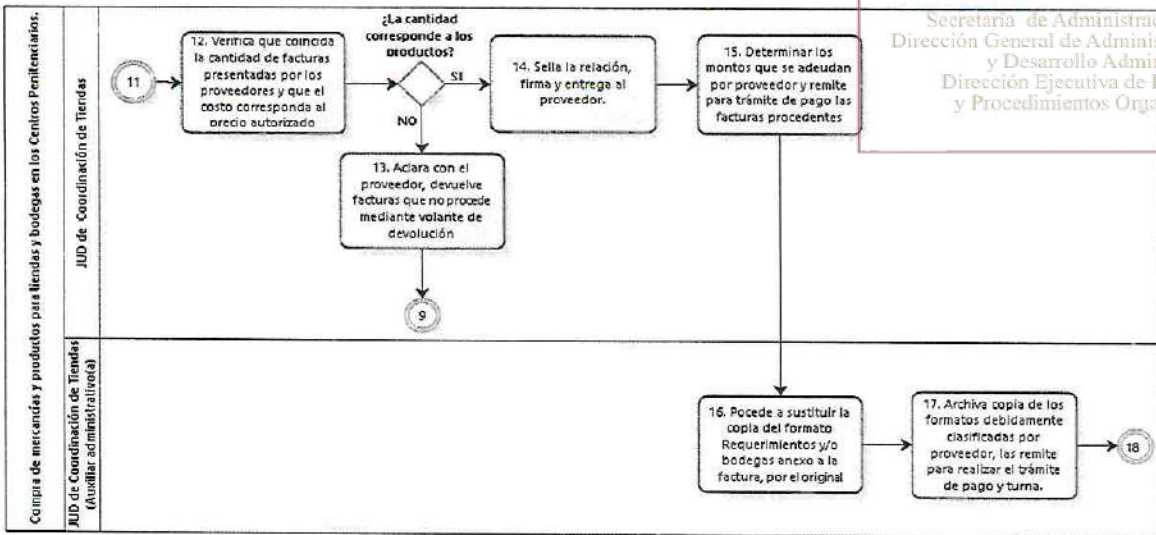 Compra de mercancías y productos para tiendas y bodegas en los Centros Penitenciarios.
JUD de Coordinación de Tiendas
11
12. Verifica que coincida
la cantidad de facturas
presentadas por los
proveedores y que el
costo corresponda al
precio autorizado
¿La cantidad
corresponde a los
productos?
SI
NO
13. Aclara con el
proveedor, devuelve
facturas que no procede
mediante volante de
devolución
9
14. Sella la relación,
firma y entrega al
proveedor.
15. Determinar los
montos que se adeudan
por proveedor y remite
para trámite de pago las
facturas procedentes
Secretaría de Administrac
Dirección General de Adminis
y Desarrollo Admin
Dirección Ejecutiva de
y Procedimientos Orga
JUD de Coordinación de Tiendas
(Auxiliar administrativo(a)
16. Pocede a sustituir la
copia del formato
Requerimientos y/o
bodegas anexo a la
factura, por el original
17. Archiva copia de los
formatos debidamente
clasificadas por
proveedor, las remite
para realizar el trámite
de pago y turna.
18